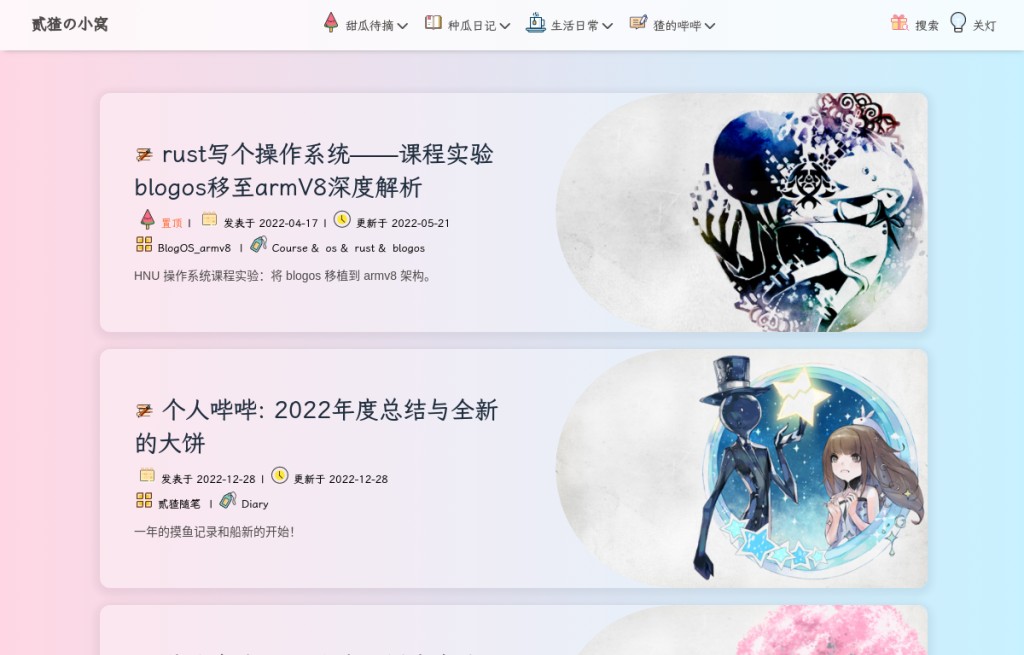 贰猹の小窝
甜瓜待摘 种瓜日记 生活日常 猹的哔哔
搜索 关灯
rust写个操作系统——课程实验
blogos移至armV8深度解析
置顶 | 发表于 2022-04-17 | 更新于 2022-05-21
BlogOS_armv8 | Course & os & rust & blogos
HNU 操作系统课程实验：将 blogos 移植到 armv8 架构。
个人哔哔: 2022年度总结与全新
的大饼
发表于 2022-12-28 | 更新于 2022-12-28
贰猹随笔 | Diary
一年的摸鱼记录和船新的开始！